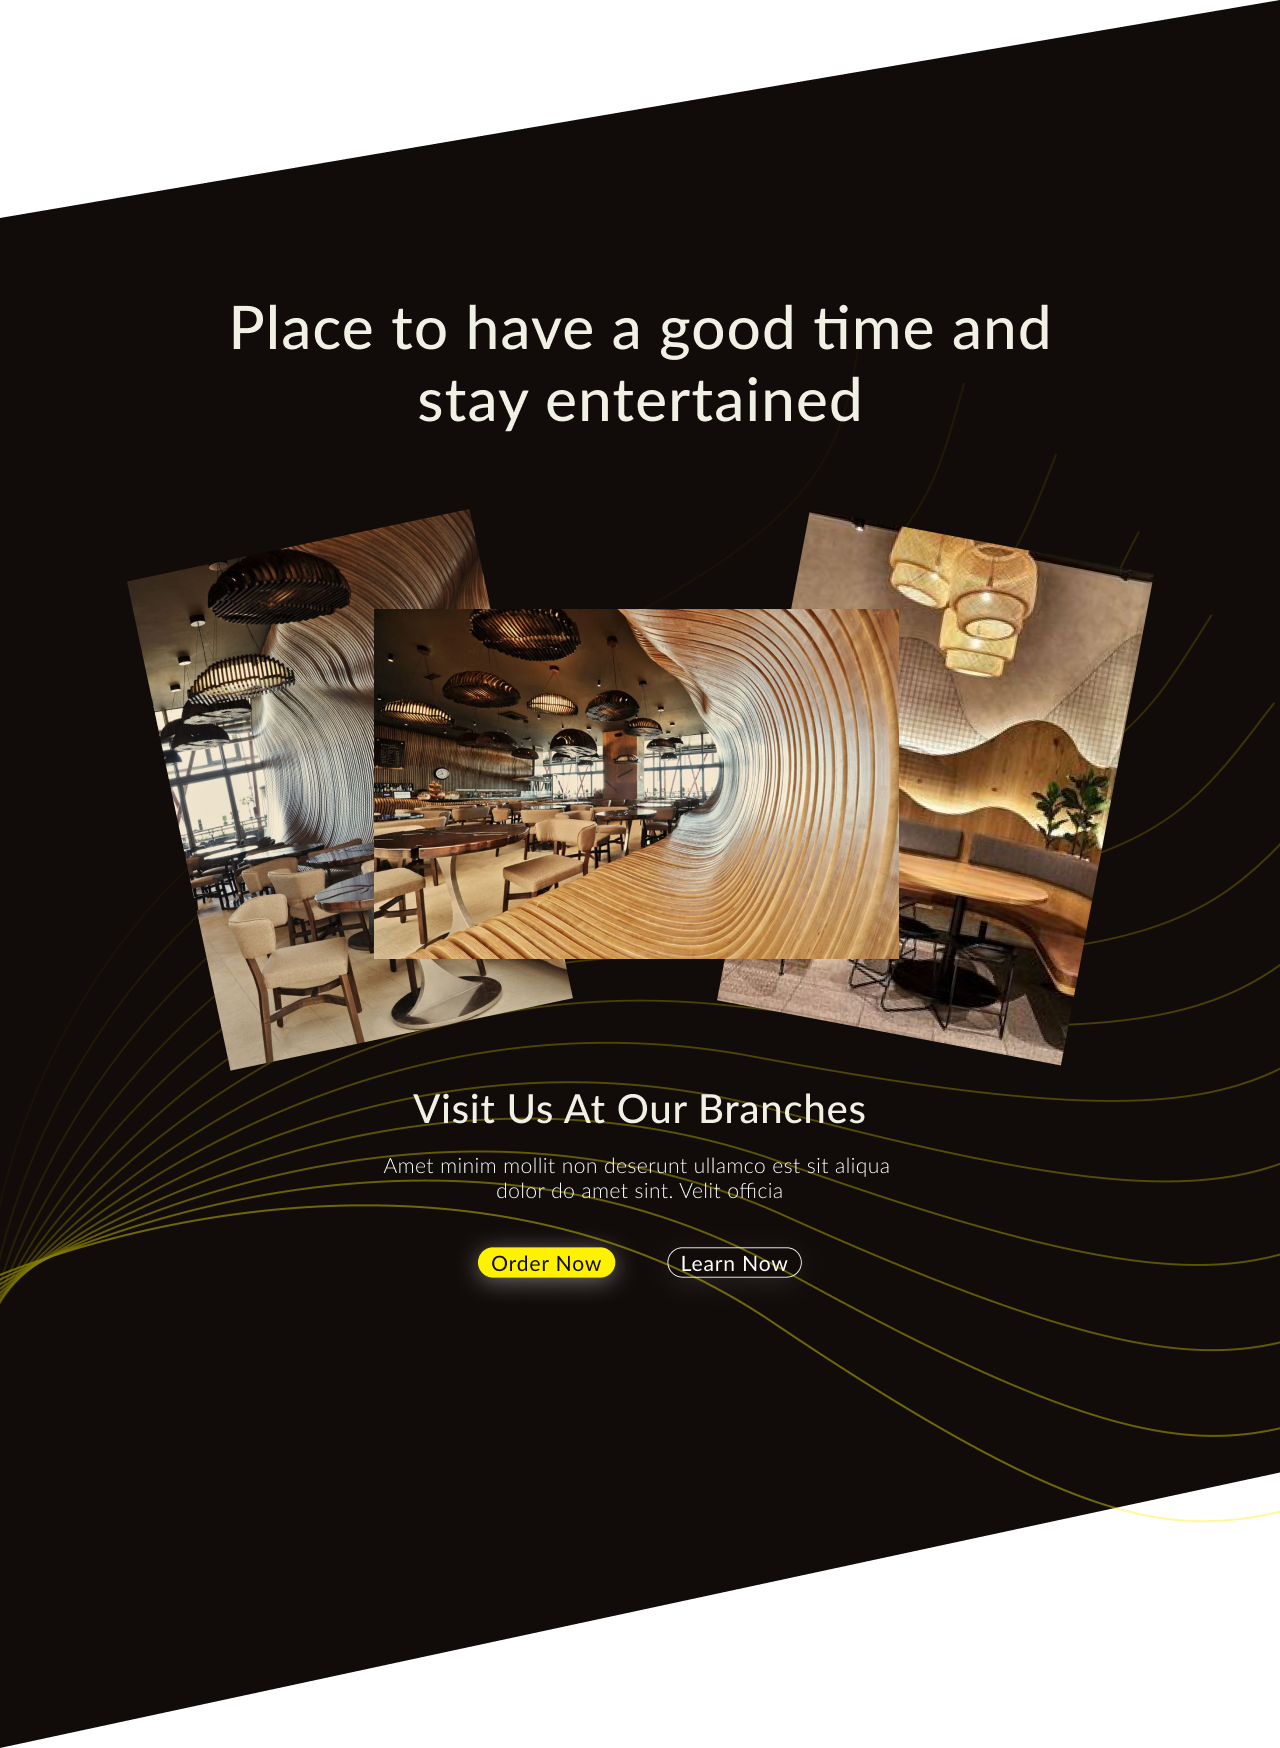 Place to have a good time and
stay entertained
Visit Us At Our Branches
Amet minim mollit non deserunt ullamco est sit aliqua
dolor do amet sint. Velit officia
Order Now
Learn Now